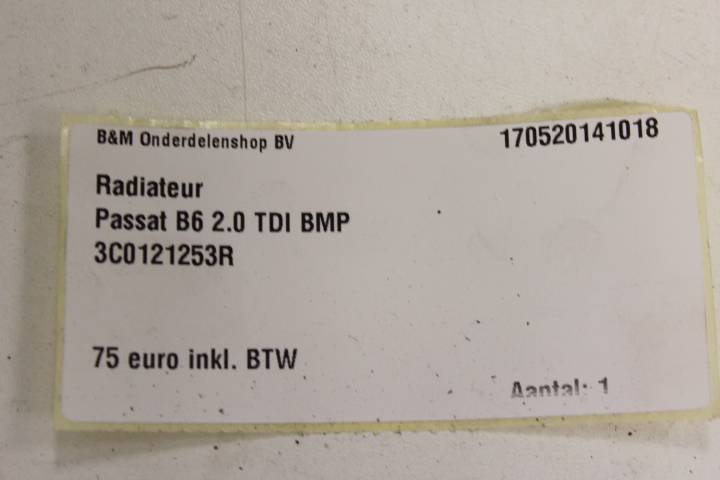 B&M Onderdelenshop BV 170520141018
Radiateur
Passat B6 2.0 TDI BMP
3C0121253R
75 euro inkl. BTW
Aantal: 1